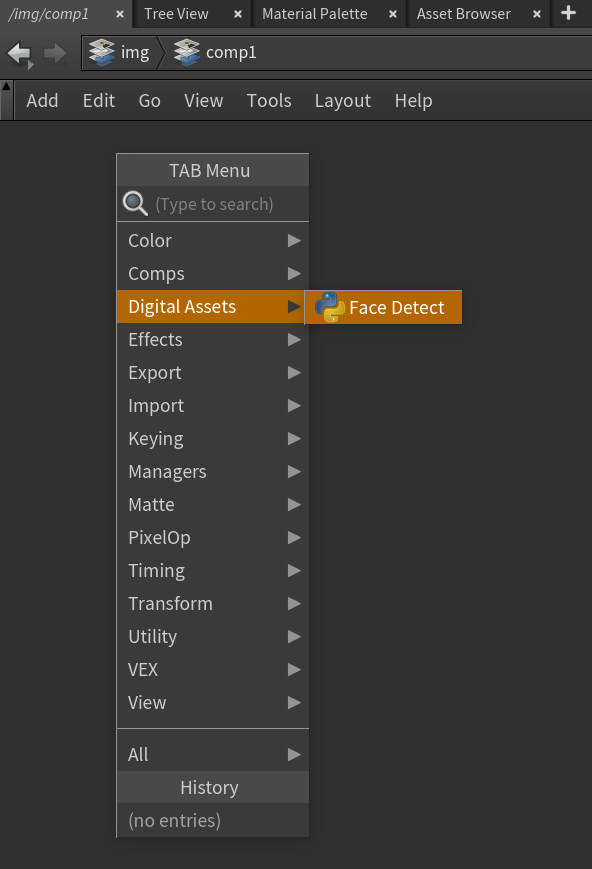 /img/comp1 × Tree View × Material Palette × Asset Browser × +
img comp1
Add Edit Go View Tools Layout Help
TAB Menu
(Type to search)
Color
Comps
Digital Assets Face Detect
Effects
Export
Import
Keying
Managers
Matte
PixelOp
Timing
Transform
Utility
VEX
View
All
History
(no entries)